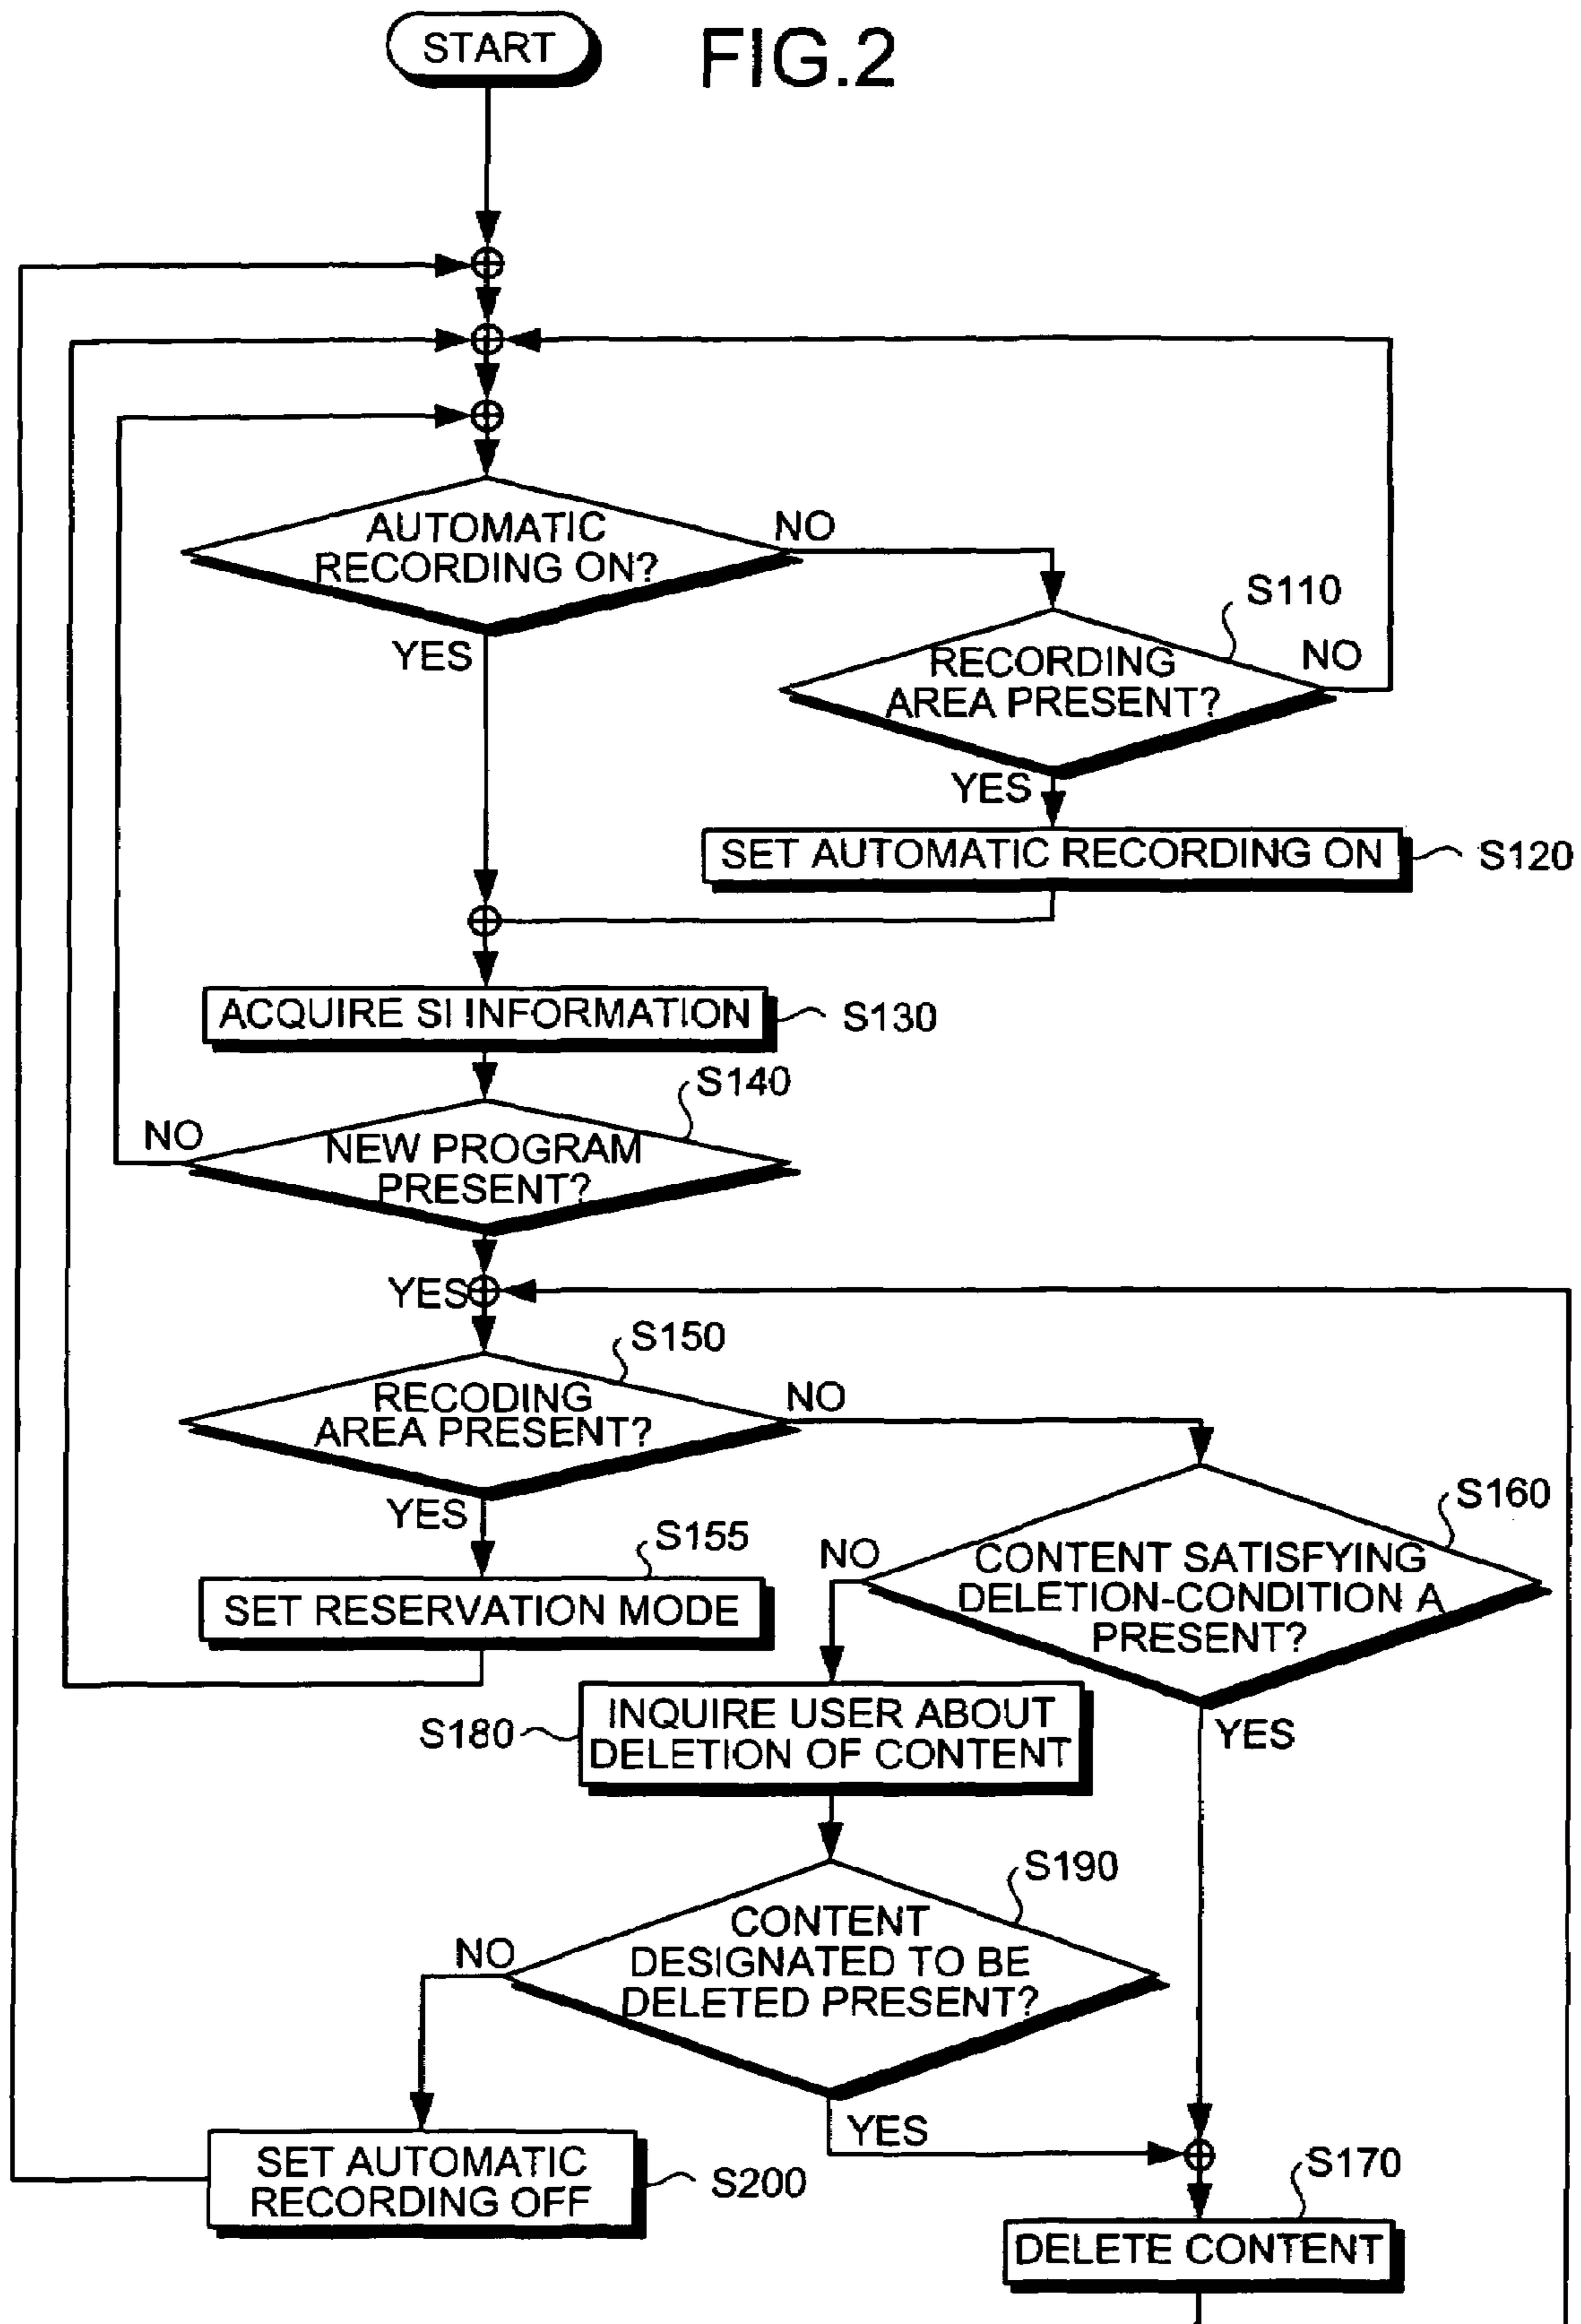 START
FIG.2
AUTOMATIC
RECORDING ON?
NO
YES
S110
RECORDING
AREA PRESENT?
NO
YES
SET AUTOMATIC RECORDING ON
S120
ACQUIRE SI INFORMATION
S130
S140
NO
NEW PROGRAM
PRESENT?
YES
S150
RECODING
AREA PRESENT?
NO
YES
S155
SET RESERVATION MODE
S160
NO
CONTENT SATISFYING
DELETION-CONDITION A
PRESENT?
YES
S180
INQUIRE USER ABOUT
DELETION OF CONTENT
S190
CONTENT
DESIGNATED TO BE
DELETED PRESENT?
NO
YES
SET AUTOMATIC
RECORDING OFF
S200
S170
DELETE CONTENT